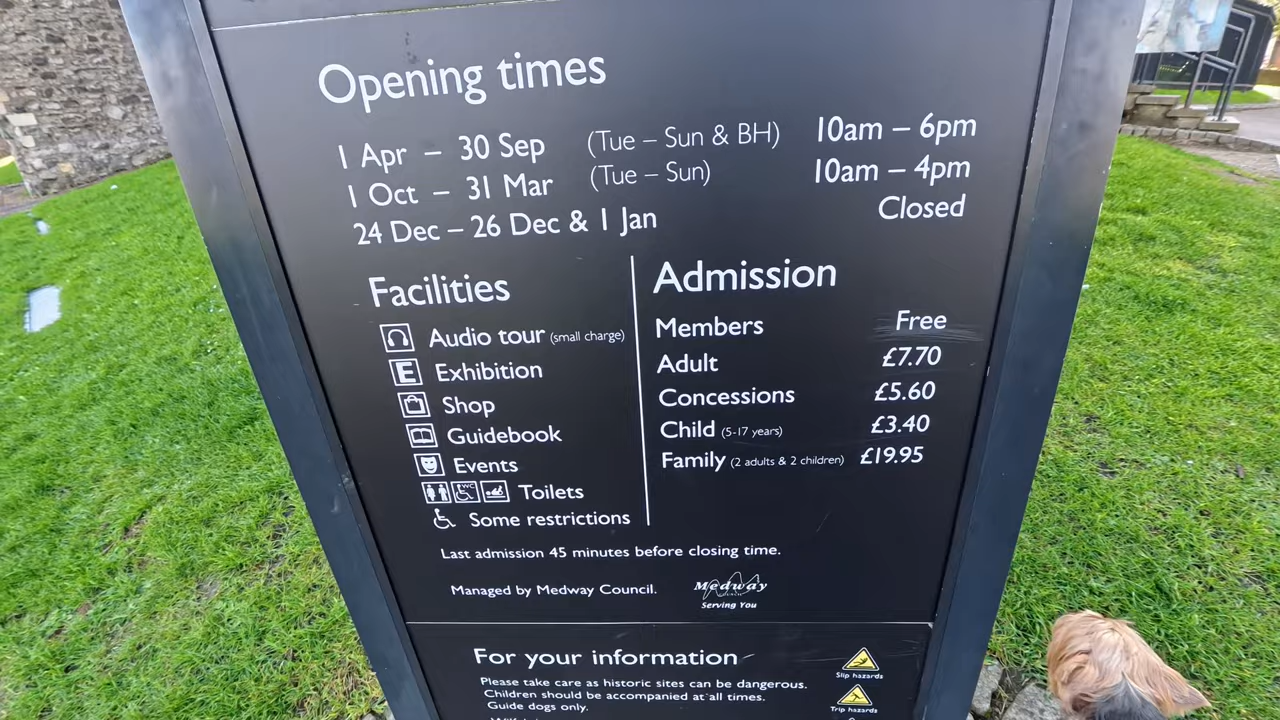 Opening times
1 Apr – 30 Sep (Tue – Sun & BH) 10am – 6pm
1 Oct – 31 Mar (Tue – Sun) 10am – 4pm
24 Dec – 26 Dec & 1 Jan Closed
Facilities
Audio tour (small charge)
E Exhibition
Shop
Guidebook
Events
WC Toilets
Some restrictions
Admission
Members Free
Adult £7.70
Concessions £5.60
Child (5-17 years) £3.40
Family (2 adults & 2 children) £19.95
Last admission 45 minutes before closing time.
Managed by Medway Council.
Medway
Serving You
For your information
Please take care as historic sites can be dangerous.
Children should be accompanied at all times.
Guide dogs only.
Slip hazards
Trip hazards